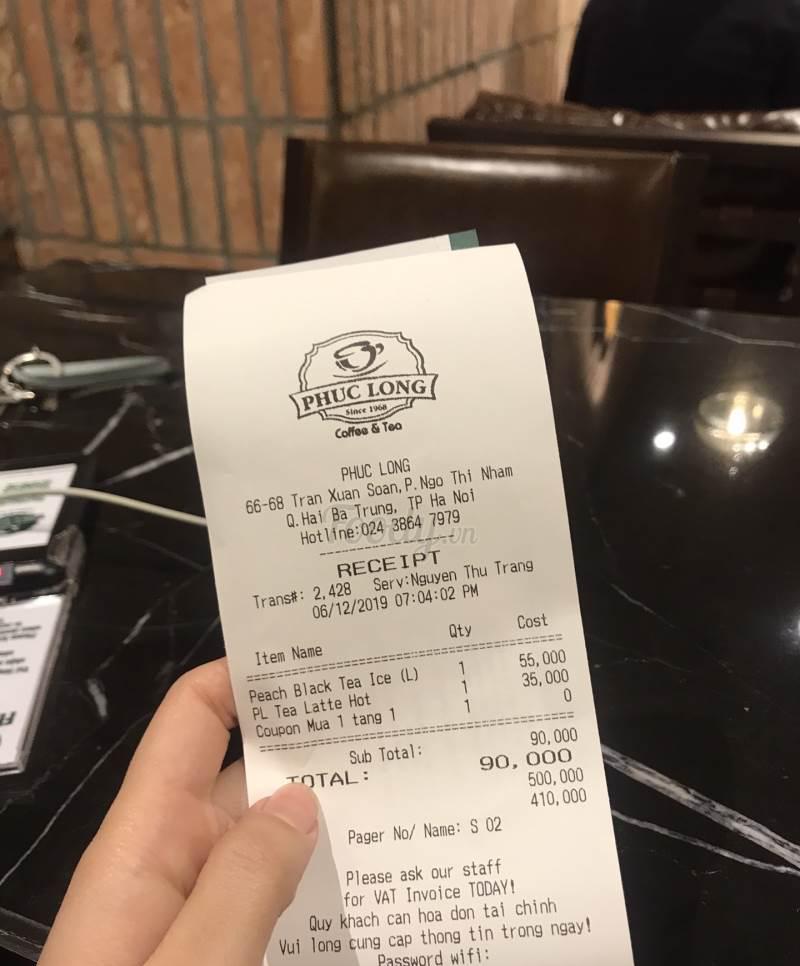 PHUC LONG
Since 1968
Coffee & Tea
PHUC LONG
66-68 Tran Xuan Soan,P.Ngo Thi Nham
Q.Hai Ba Trung, TP Ha Noi
Hotline:024 3864 7979
Foody.vn
RECEIPT
Trans#: 2,428 Serv:Nguyen Thu Trang
06/12/2019 07:04:02 PM
Item Name Qty Cost
Peach Black Tea Ice (L) 1 55,000
PL Tea Latte Hot 1 35,000
Coupon Mua 1 tang 1 1 0
Sub Total: 90,000
TOTAL: 90,000
500,000
410,000
Pager No/ Name: S 02
Please ask our staff
for VAT Invoice TODAY!
Quy khach can hoa don tai chinh
Vui long cung cap thong tin trong ngay!
Password wifi: